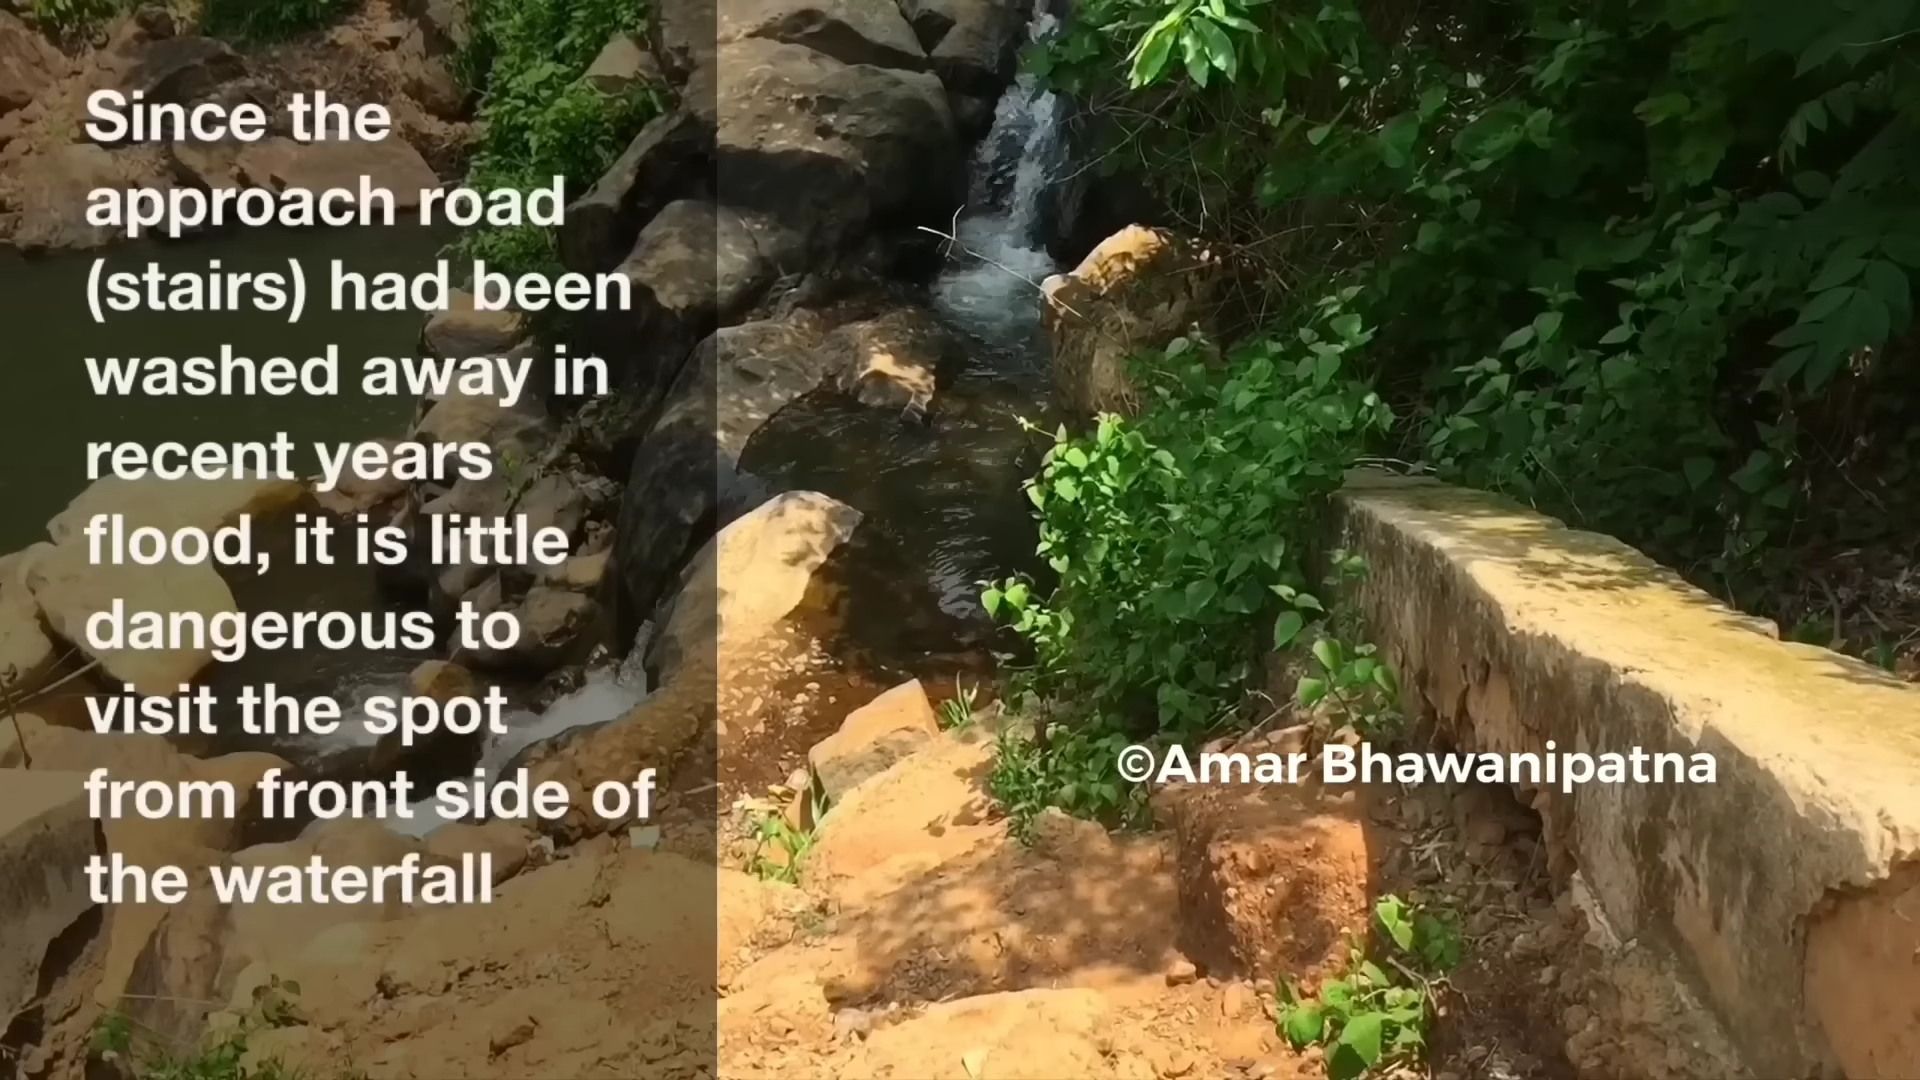 Since the
approach road
(stairs) had been
washed away in
recent years
flood, it is little
dangerous to
visit the spot
from front side of
the waterfall
©Amar Bhawanipatna